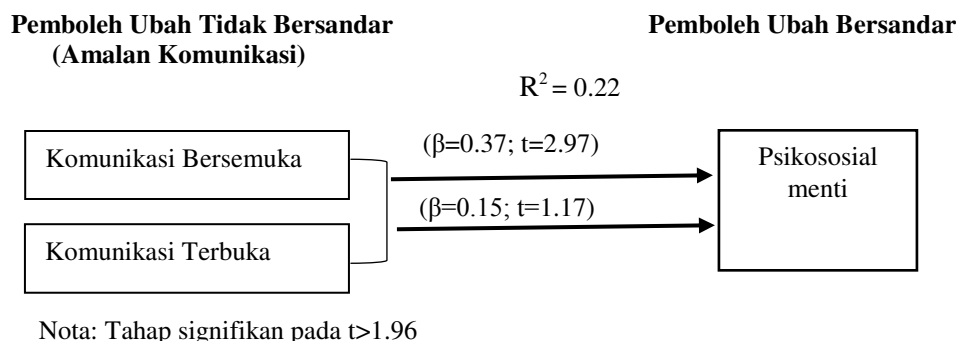 Pemboleh Ubah Tidak Bersandar
(Amalan Komunikasi)
Pemboleh Ubah Bersandar
R² = 0.22
Komunikasi Bersemuka
(β=0.37; t=2.97)
Psikososial
menti
(β=0.15; t=1.17)
Komunikasi Terbuka
Nota: Tahap signifikan pada t>1.96